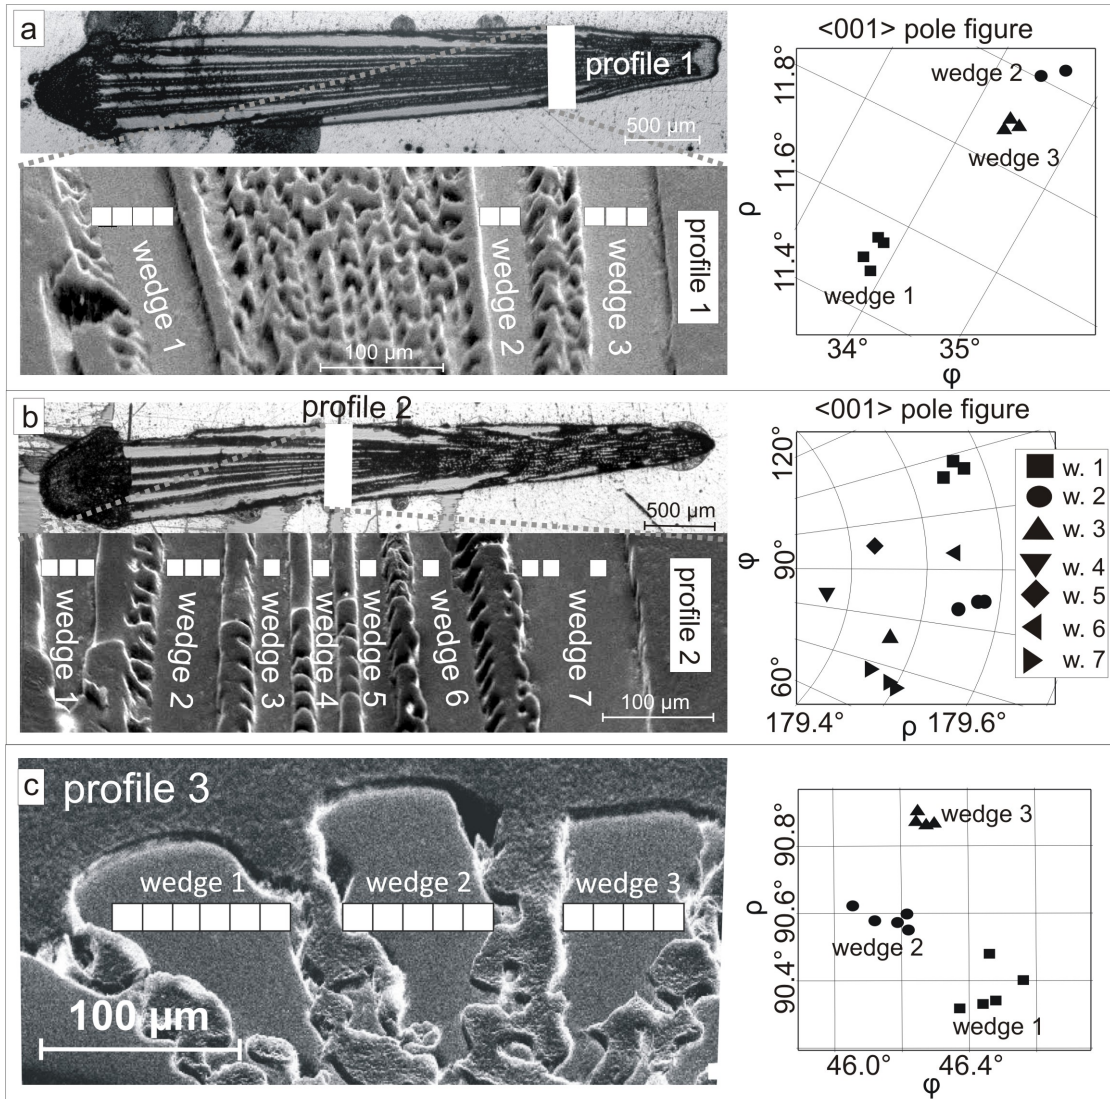 a
profile 1
500 µm
wedge 1
wedge 2
wedge 3
profile 1
100 µm
<001> pole figure
11.8°
11.6°
11.4°
ρ
wedge 2
wedge 3
wedge 1
34°
35°
φ
b
profile 2
500 µm
wedge 1
wedge 2
wedge 3
wedge 4
wedge 5
wedge 6
wedge 7
profile 2
100 µm
<001> pole figure
120°
90°
60°
φ
179.4°
ρ
179.6°
w. 1
w. 2
w. 3
w. 4
w. 5
w. 6
w. 7
c
profile 3
wedge 1
wedge 2
wedge 3
100 µm
90.8°
90.6°
90.4°
ρ
wedge 3
wedge 2
wedge 1
46.0°
46.4°
φ